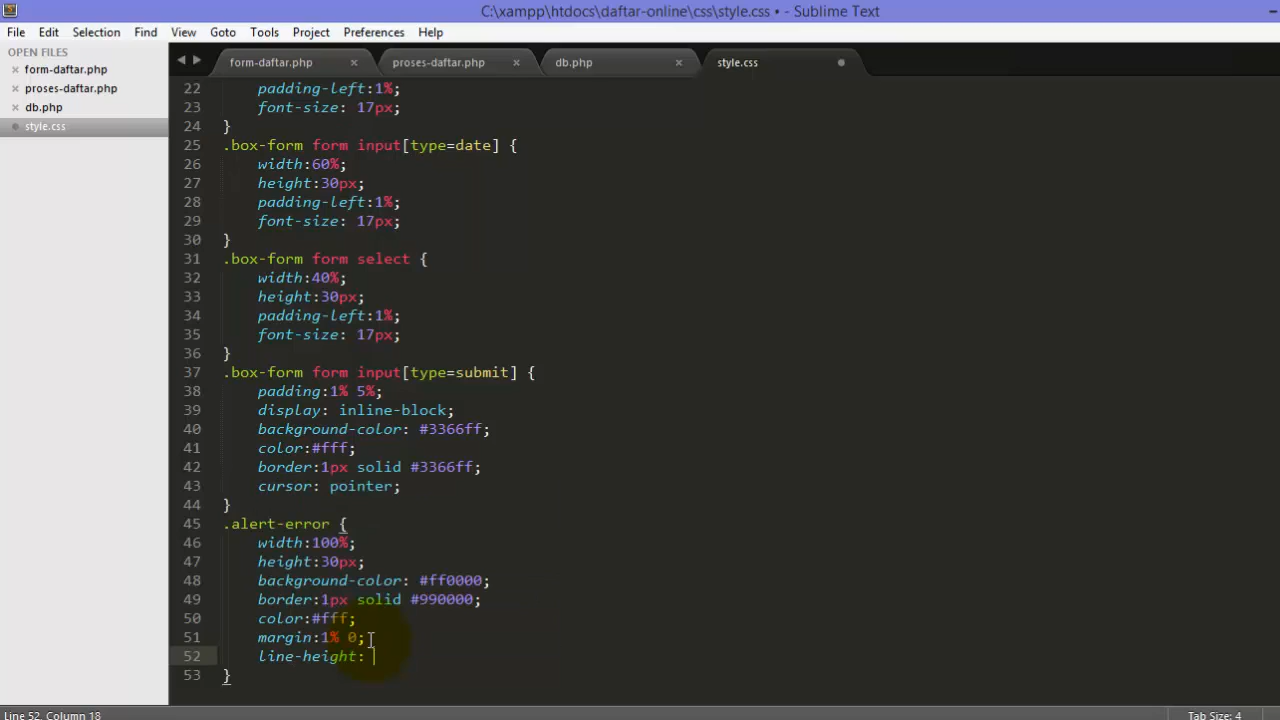 C:\xampp\htdocs\daftar-online\css\style.css • - Sublime Text
File Edit Selection Find View Goto Tools Project Preferences Help
OPEN FILES
form-daftar.php
proses-daftar.php
db.php
style.css
form-daftar.php proses-daftar.php db.php style.css
22 padding-left:1%;
23 font-size: 17px;
24 }
25 .box-form form input[type=date] {
26 width:60%;
27 height:30px;
28 padding-left:1%;
29 font-size: 17px;
30 }
31 .box-form form select {
32 width:40%;
33 height:30px;
34 padding-left:1%;
35 font-size: 17px;
36 }
37 .box-form form input[type=submit] {
38 padding:1% 5%;
39 display: inline-block;
40 background-color: #3366ff;
41 color:#fff;
42 border:1px solid #3366ff;
43 cursor: pointer;
44 }
45 .alert-error {
46 width:100%;
47 height:30px;
48 background-color: #ff0000;
49 border:1px solid #990000;
50 color:#fff;
51 margin:1% 0;
52 line-height:
53 }
Line 52, Column 18
Tab Size: 4